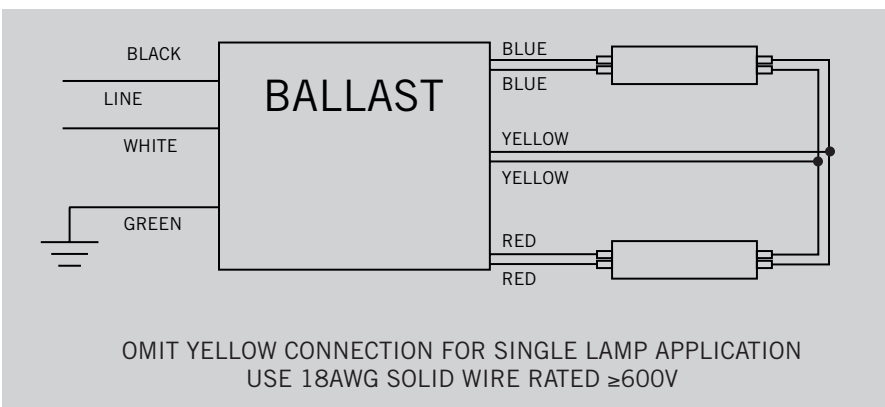 BLACK
LINE
WHITE
GREEN
BALLAST
BLUE
BLUE
YELLOW
YELLOW
RED
RED
OMIT YELLOW CONNECTION FOR SINGLE LAMP APPLICATION
USE 18AWG SOLID WIRE RATED ≥600V